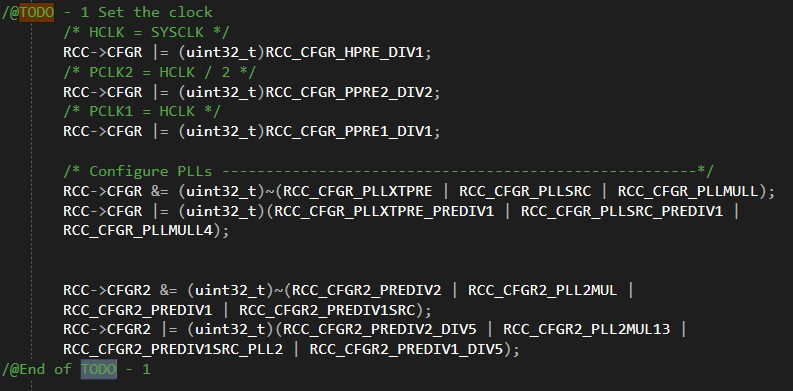 /@TODO - 1 Set the clock
/* HCLK = SYSCLK */
RCC->CFGR |= (uint32_t)RCC_CFGR_HPRE_DIV1;
/* PCLK2 = HCLK / 2 */
RCC->CFGR |= (uint32_t)RCC_CFGR_PPRE2_DIV2;
/* PCLK1 = HCLK */
RCC->CFGR |= (uint32_t)RCC_CFGR_PPRE1_DIV1;
/* Configure PLLs ------------------------------------------------------*/
RCC->CFGR &= (uint32_t)~(RCC_CFGR_PLLXTPRE | RCC_CFGR_PLLSRC | RCC_CFGR_PLLMULL);
RCC->CFGR |= (uint32_t)(RCC_CFGR_PLLXTPRE_PREDIV1 | RCC_CFGR_PLLSRC_PREDIV1 |
RCC_CFGR_PLLMULL4);
RCC->CFGR2 &= (uint32_t)~(RCC_CFGR2_PREDIV2 | RCC_CFGR2_PLL2MUL |
RCC_CFGR2_PREDIV1 | RCC_CFGR2_PREDIV1SRC);
RCC->CFGR2 |= (uint32_t)(RCC_CFGR2_PREDIV2_DIV5 | RCC_CFGR2_PLL2MUL13 |
RCC_CFGR2_PREDIV1SRC_PLL2 | RCC_CFGR2_PREDIV1_DIV5);
/@End of TODO - 1